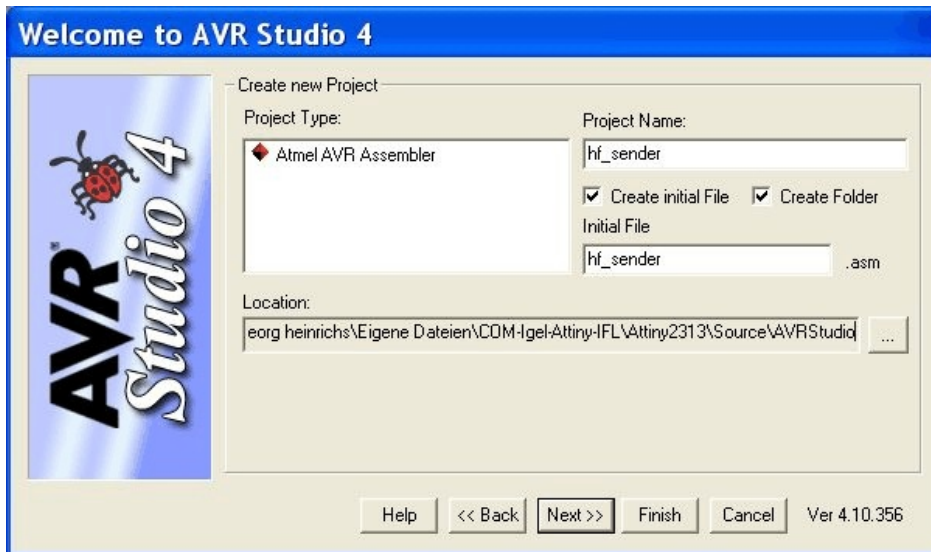 Welcome to AVR Studio 4
AVR® Studio 4
Create new Project
Project Type:
Atmel AVR Assembler
Project Name:
hf_sender
Create initial File
Create Folder
Initial File
hf_sender
.asm
Location:
eorg heinrichs\Eigene Dateien\COM-Igel-Attiny-IFL\Attiny2313\Source\AVRStudio
...
Help
<< Back
Next >>
Finish
Cancel
Ver 4.10.356